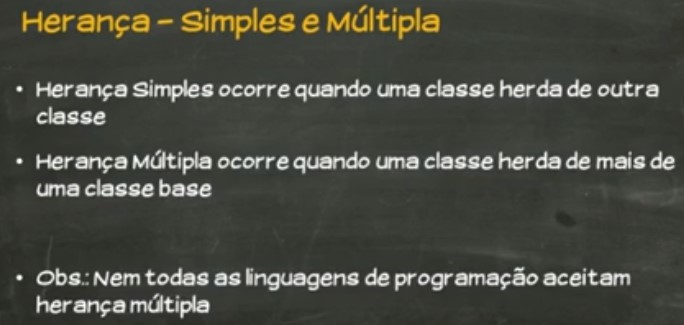 Herança - Simples e Múltipla
• Herança Simples ocorre quando uma classe herda de outra
classe
• Herança Múltipla ocorre quando uma classe herda de mais de
uma classe base
• Obs.: Nem todas as linguagens de programação aceitam
herança múltipla